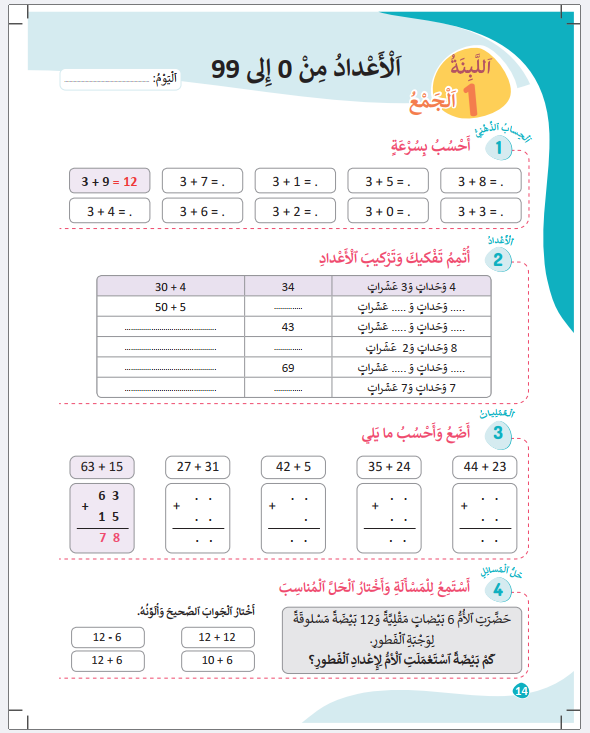 اَللَّبِنَةُ 1
اَلْأَعْدادُ مِنْ 0 إِلى 99
اَلْجَمْعُ
اَلْيَوْمُ: ..............................
اَلْحِسابُ الذِّهْنِيُّ
1 أَحْسُبُ بِسُرْعَةٍ
3 + 8 = . 3 + 5 = . 3 + 1 = . 3 + 7 = . 3 + 9 = 12
3 + 3 = . 3 + 0 = . 3 + 2 = . 3 + 6 = . 3 + 4 = .
اَلْأَعْدادُ
2 أُتْمِمُ تَفْكيكَ وَتَرْكيبَ الْأَعْدادِ
4 وَحَداتٍ وَ3 عَشَراتٍ 34 30 + 4
..... وَحَداتٍ وَ ..... عَشَراتٍ ............ 50 + 5
..... وَحَداتٍ وَ ..... عَشَراتٍ 43 ..............................
8 وَحَداتٍ وَ2 عَشَراتٍ ............ ..............................
..... وَحَداتٍ وَ ..... عَشَراتٍ 69 ..............................
7 وَحَداتٍ وَ7 عَشَراتٍ ............ ..............................
اَلْعَمَلِيّاتُ
3 أَضَعُ وَأَحْسُبُ ما يَلي
44 + 23 35 + 24 42 + 5 27 + 31 63 + 15
. . . . . . . . 6 3
+ + + + +
. . . . . . . 1 5
. . . . . . . . 7 8
حَلُّ الْمَسائِلِ
4 أَسْتَمِعُ لِلْمَسْأَلَةِ وَأَخْتارُ الْحَلَّ الْمُناسِبَ
حَضَّرَتِ الْأُمُّ 6 بَيْضاتٍ مَقْلِيَّةً وَ12 بَيْضَةً مَسْلوقَةً
لِوَجْبَةِ الْفَطورِ.
كَمْ بَيْضَةً اسْتَعْمَلَتِ الْأُمُّ لِإِعْدادِ الْفَطورِ؟
أَخْتارُ الْجَوابَ الصَّحيحَ وَأُلَوِّنُهُ.
12 + 12 12 - 6
10 + 6 12 + 6
14